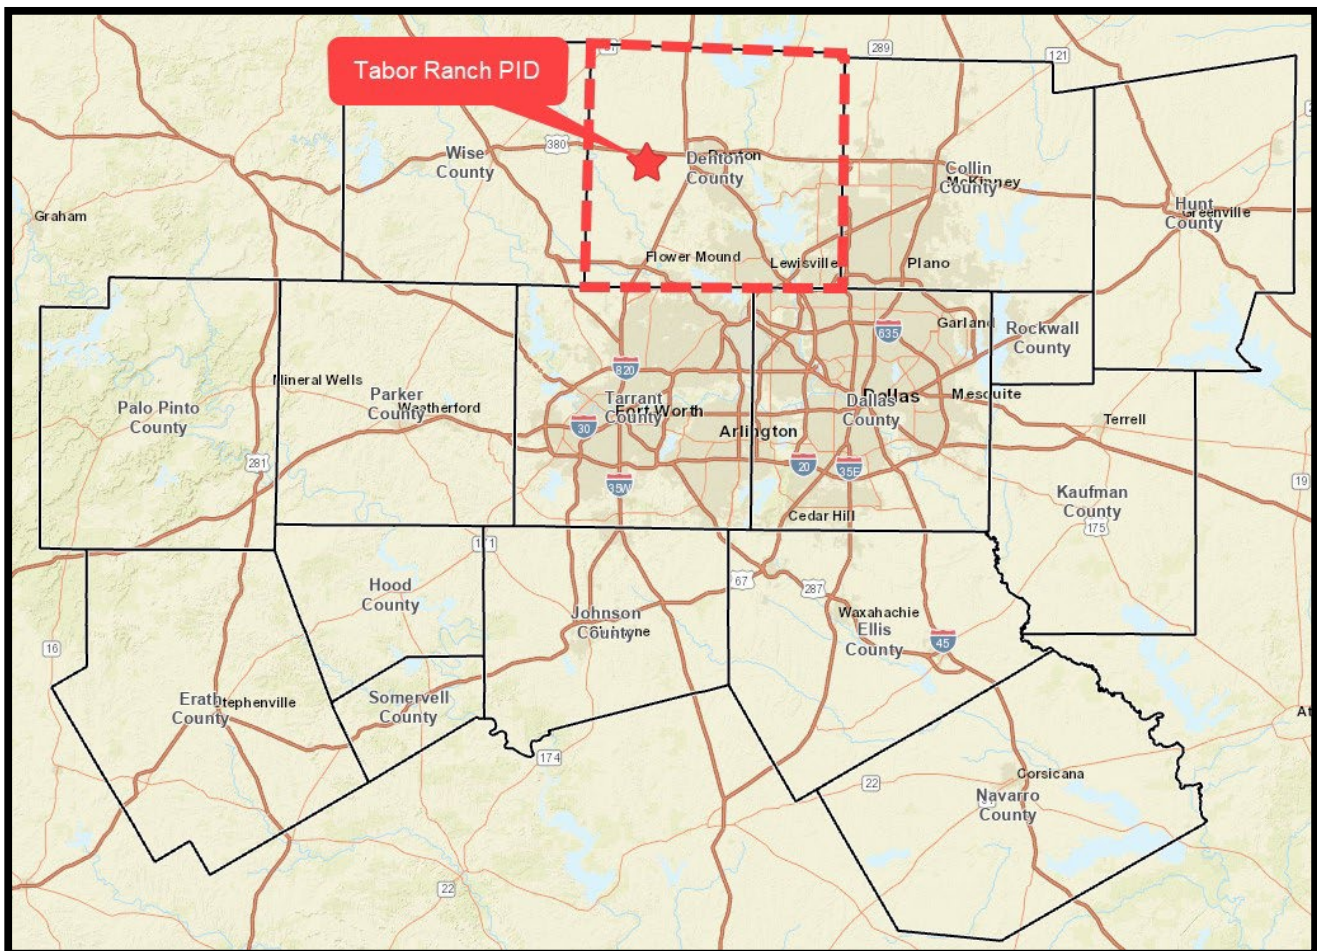 289
121
Tabor Ranch PID
380
Wise
County
Denton
Denton
County
Collin
County
McKinney
Hunt
County
Greenville
Graham
Flower Mound
Lewisville
Plano
Garland
635
Rockwall
County
820
Mineral Wells
Parker
County
Weatherford
Palo Pinto
County
Tarrant
County
Fort Worth
30
Arlington
Dallas
Dallas
County
Mesquite
Terrell
281
20
35E
35W
19
Kaufman
County
175
Cedar Hill
171
Hood
County
67
287
Johnson
County
Waxahachie
Ellis
County
45
16
Erath
County
Stephenville
Somervell
County
At
174
22
Corsicana
Navarro
County
22